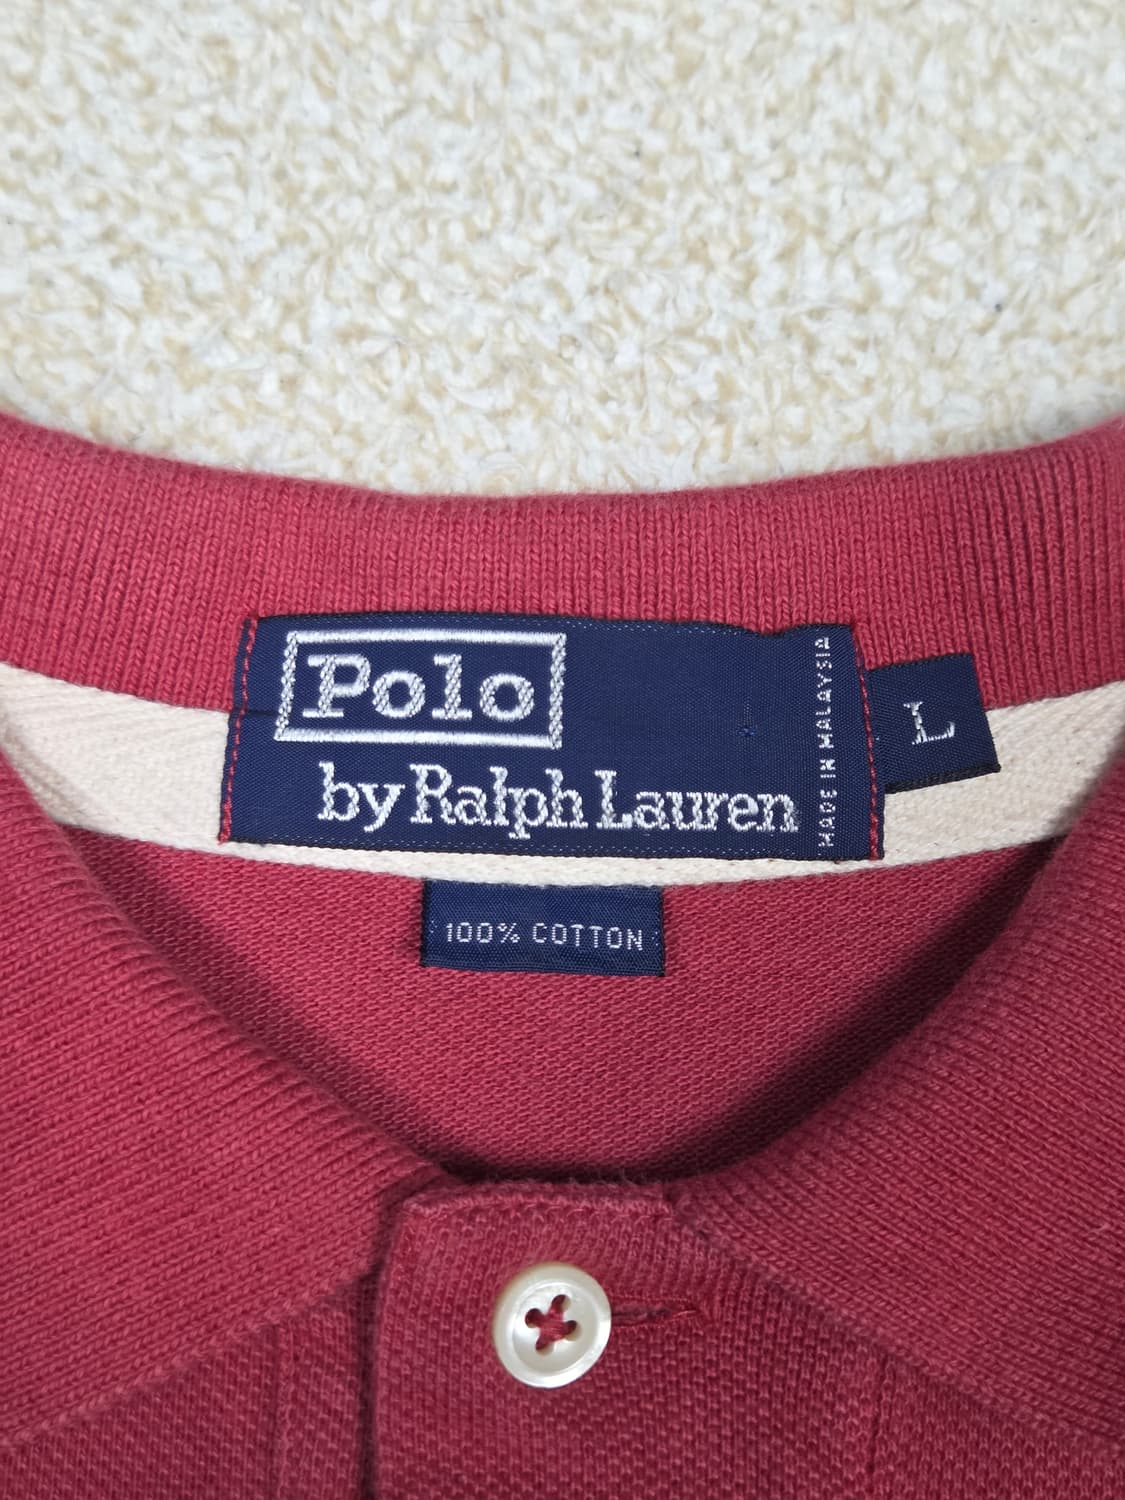 Polo
by Ralph Lauren
MADE IN MALAYSIA
L
100% COTTON